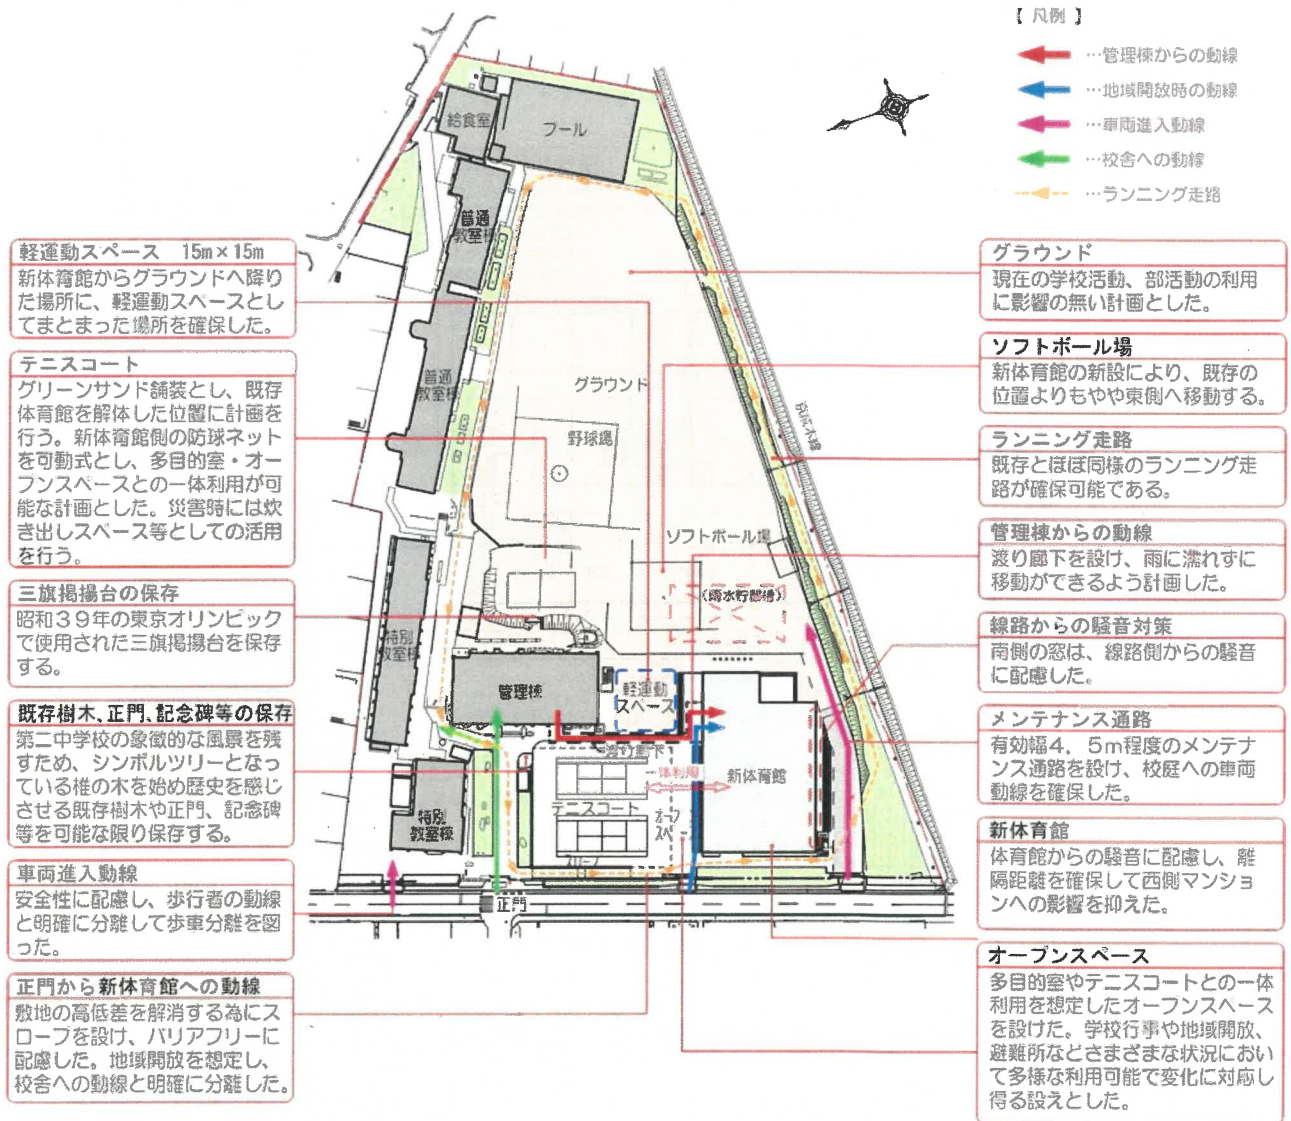 【 凡例 】
…管理棟からの動線
…地域開放時の動線
…車両進入動線
…校舎への動線
…ランニング走路
軽運動スペース 15m×15m
新体育館からグラウンドへ降り
た場所に、軽運動スペースとし
てまとまった場所を確保した。
テニスコート
グリーンサンド舗装とし、既存
体育館を解体した位置に計画を
行う。新体育館側の防球ネット
を可動式とし、多目的室・オー
プンスペースとの一体利用が可
能な計画とした。災害時には炊
き出しスペース等としての活用
を行う。
三旗掲揚台の保存
昭和39年の東京オリンピック
で使用された三旗掲揚台を保存
する。
既存樹木、正門、記念碑等の保存
第二中学校の象徴的な風景を残
すため、シンボルツリーとなっ
ている椎の木を始め歴史を感じ
させる既存樹木や正門、記念碑
等を可能な限り保存する。
車両進入動線
安全性に配慮し、歩行者の動線
と明確に分離して歩車分離を図
った。
正門から新体育館への動線
敷地の高低差を解消する為にス
ロープを設け、バリアフリーに
配慮した。地域開放を想定し、
校舎への動線と明確に分離した。
給食室
プール
普通
教室棟
普通
教室棟
グラウンド
野球場
京成本線
ソフトボール場
(雨水貯留槽)
特別
教室棟
管理棟
軽運動
スペース
渡り廊下
一体利用
新体育館
テニスコート
オープン
スペ
特別
教室棟
スロープ
正門
グラウンド
現在の学校活動、部活動の利用
に影響の無い計画とした。
ソフトボール場
新体育館の新設により、既存の
位置よりもやや東側へ移動する。
ランニング走路
既存とほぼ同様のランニング走
路が確保可能である。
管理棟からの動線
渡り廊下を設け、雨に濡れずに
移動ができるよう計画した。
線路からの騒音対策
南側の窓は、線路側からの騒音
に配慮した。
メンテナンス通路
有効幅4．5m程度のメンテナ
ンス通路を設け、校庭への車両
動線を確保した。
新体育館
体育館からの騒音に配慮し、離
隔距離を確保して西側マンショ
ンへの影響を抑えた。
オープンスペース
多目的室やテニスコートとの一体
利用を想定したオープンスペース
を設けた。学校行事や地域開放、
避難所などさまざまな状況におい
て多様な利用可能で変化に対応し
得る設えとした。